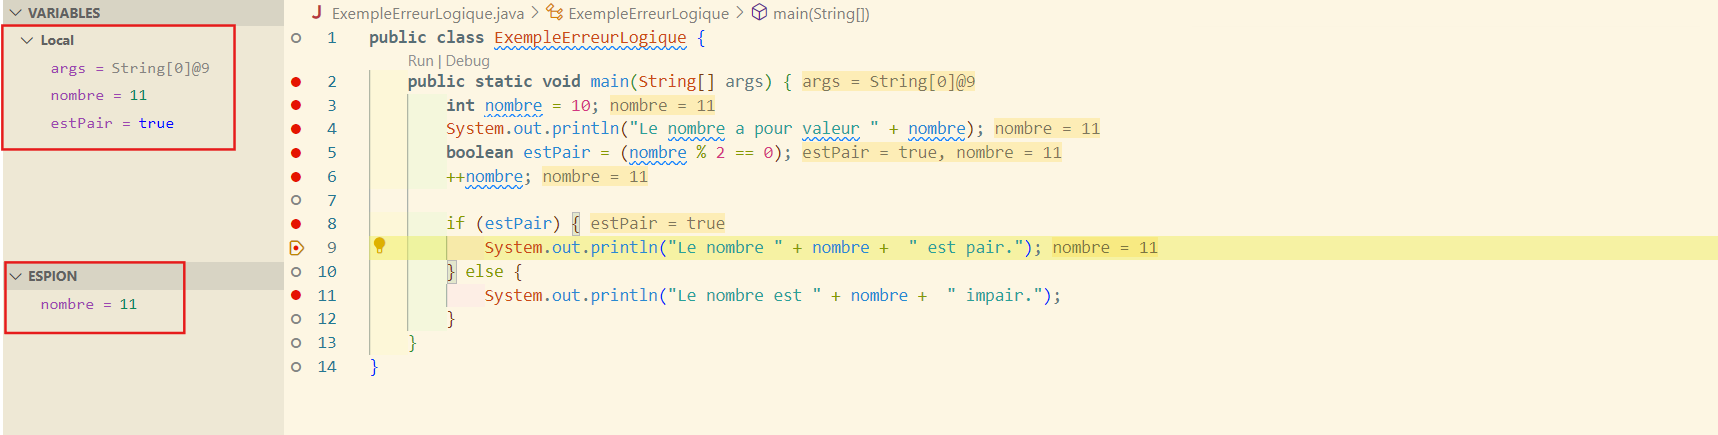 VARIABLES
Local
args = String[0]@9
nombre = 11
estPair = true
ESPION
nombre = 11
J ExempleErreurLogique.java > ExempleErreurLogique > main(String[])
1 public class ExempleErreurLogique {
Run | Debug
2 public static void main(String[] args) { args = String[0]@9
3 int nombre = 10; nombre = 11
4 System.out.println("Le nombre a pour valeur " + nombre); nombre = 11
5 boolean estPair = (nombre % 2 == 0); estPair = true, nombre = 11
6 ++nombre; nombre = 11
7
8 if (estPair) { estPair = true
9 System.out.println("Le nombre " + nombre +  " est pair."); nombre = 11
10 } else {
11 System.out.println("Le nombre est " + nombre +  " impair.");
12 }
13 }
14 }